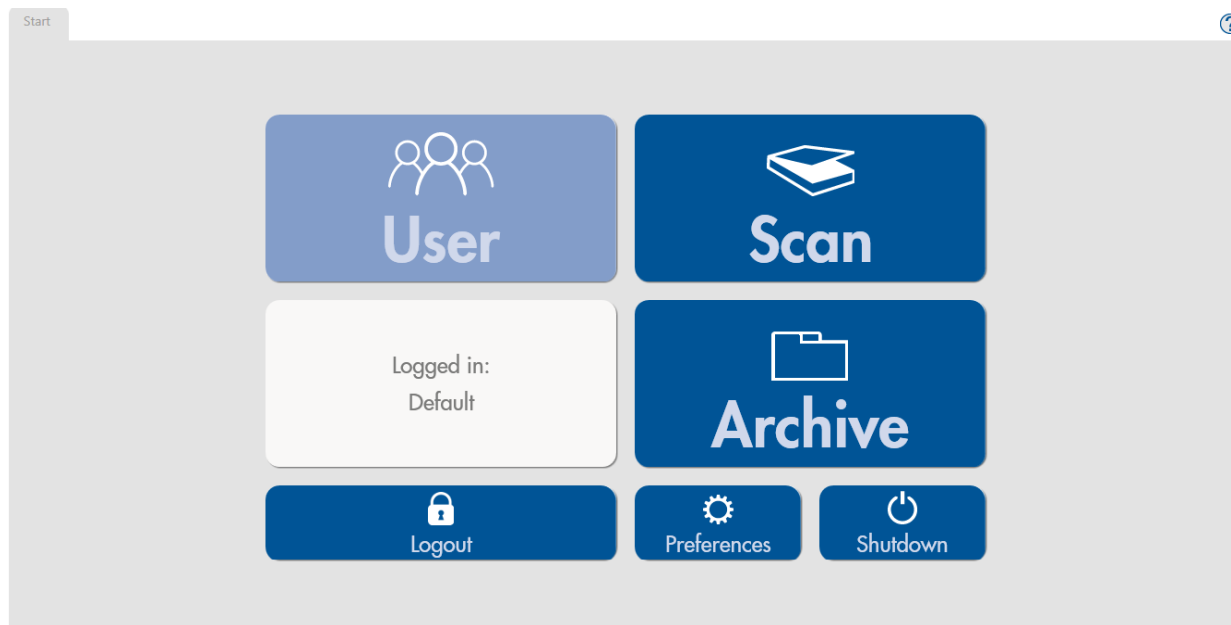 Start
?
User
Scan
Logged in:
Default
Archive
Logout
Preferences
Shutdown